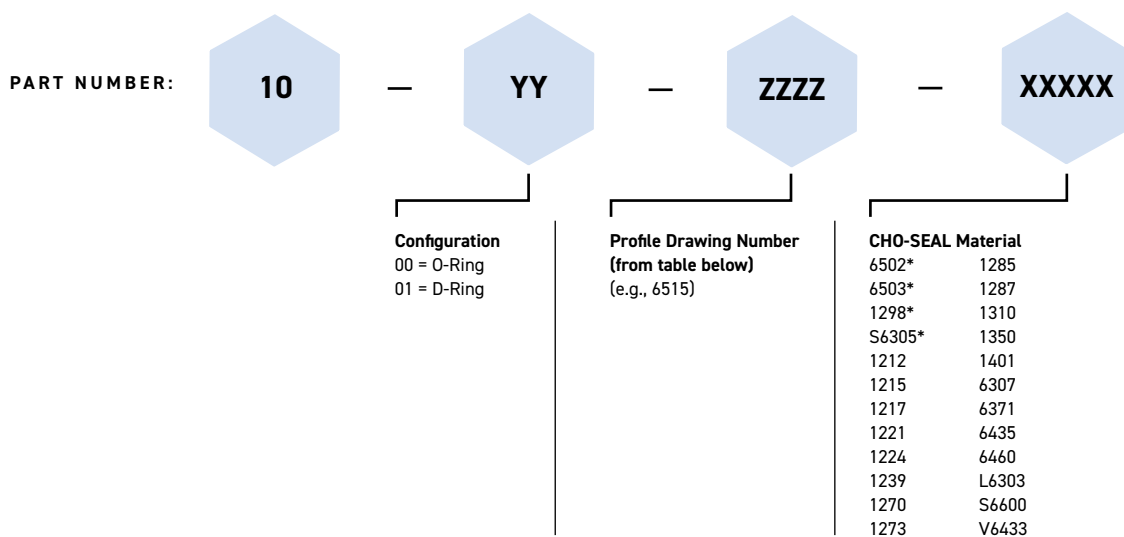 PART NUMBER: 10 — YY — ZZZZ — XXXXX
Configuration
00 = O-Ring
01 = D-Ring
Profile Drawing Number
(from table below)
(e.g., 6515)
CHO-SEAL Material
6502* 1285
6503* 1287
1298* 1310
S6305* 1350
1212 1401
1215 6307
1217 6371
1221 6435
1224 6460
1239 L6303
1270 S6600
1273 V6433